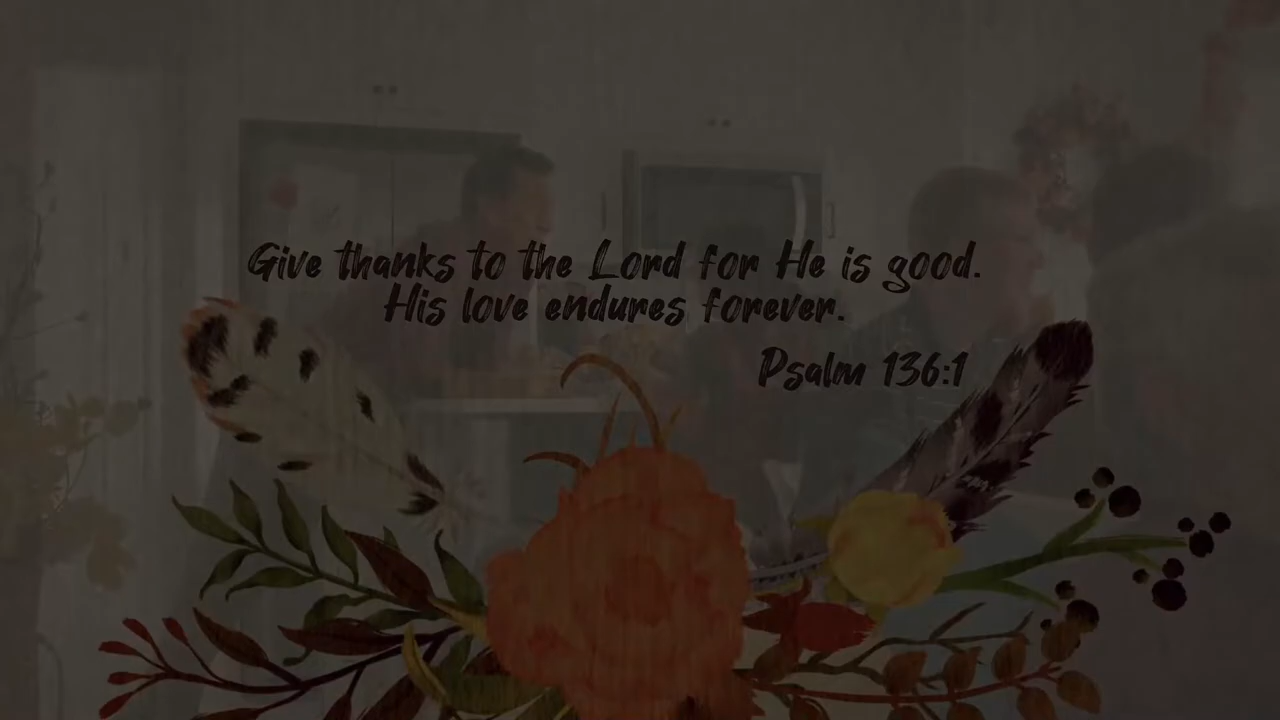 Give thanks to the Lord for He is good.
His love endures forever.
Psalm 136:1